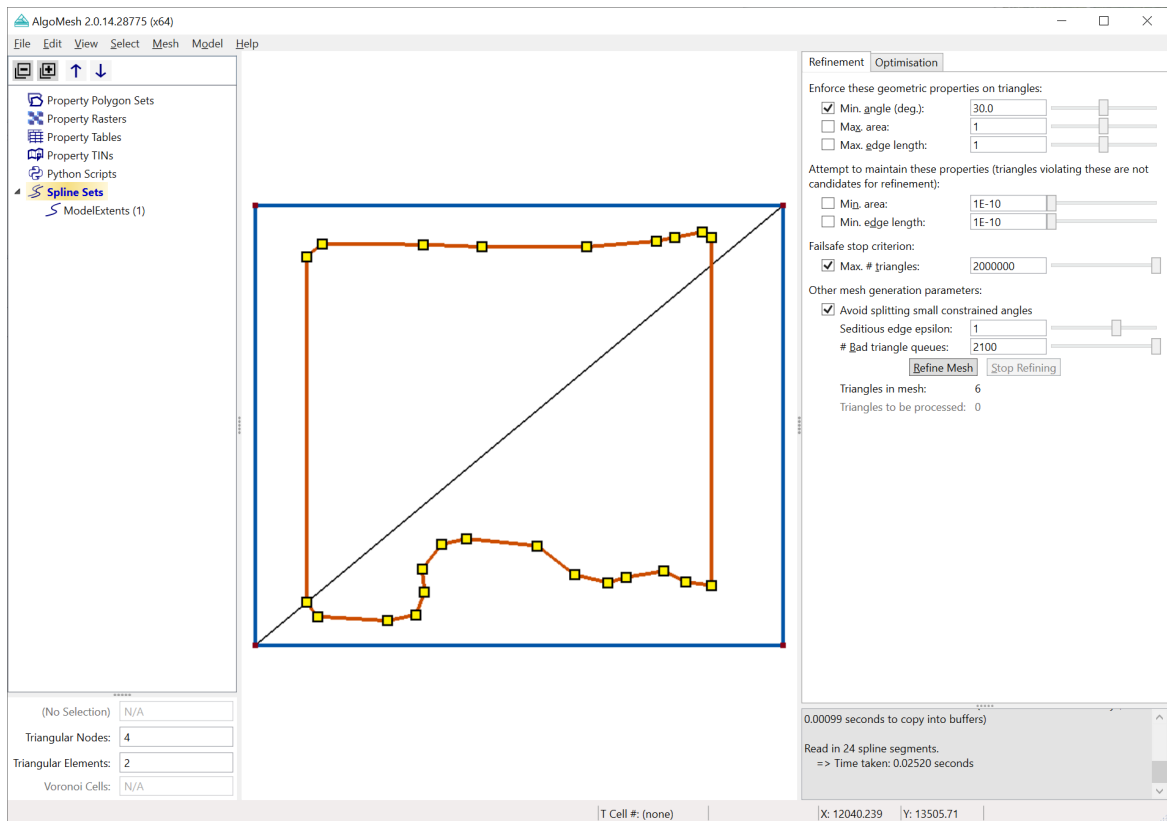 AlgoMesh 2.0.14.28775 (x64)
File Edit View Select Mesh Model Help
Property Polygon Sets
Property Rasters
Property Tables
Property TINs
Python Scripts
Spline Sets
ModelExtents (1)
(No Selection) N/A
Triangular Nodes: 4
Triangular Elements: 2
Voronoi Cells: N/A
Refinement Optimisation
Enforce these geometric properties on triangles:
Min. angle (deg.): 30.0
Max. area: 1
Max. edge length: 1
Attempt to maintain these properties (triangles violating these are not
candidates for refinement):
Min. area: 1E-10
Min. edge length: 1E-10
Failsafe stop criterion:
Max. # triangles: 2000000
Other mesh generation parameters:
Avoid splitting small constrained angles
Seditious edge epsilon: 1
# Bad triangle queues: 2100
Refine Mesh Stop Refining
Triangles in mesh: 6
Triangles to be processed: 0
0.00099 seconds to copy into buffers)
Read in 24 spline segments.
=> Time taken: 0.02520 seconds
T Cell #: (none) X: 12040.239 Y: 13505.71